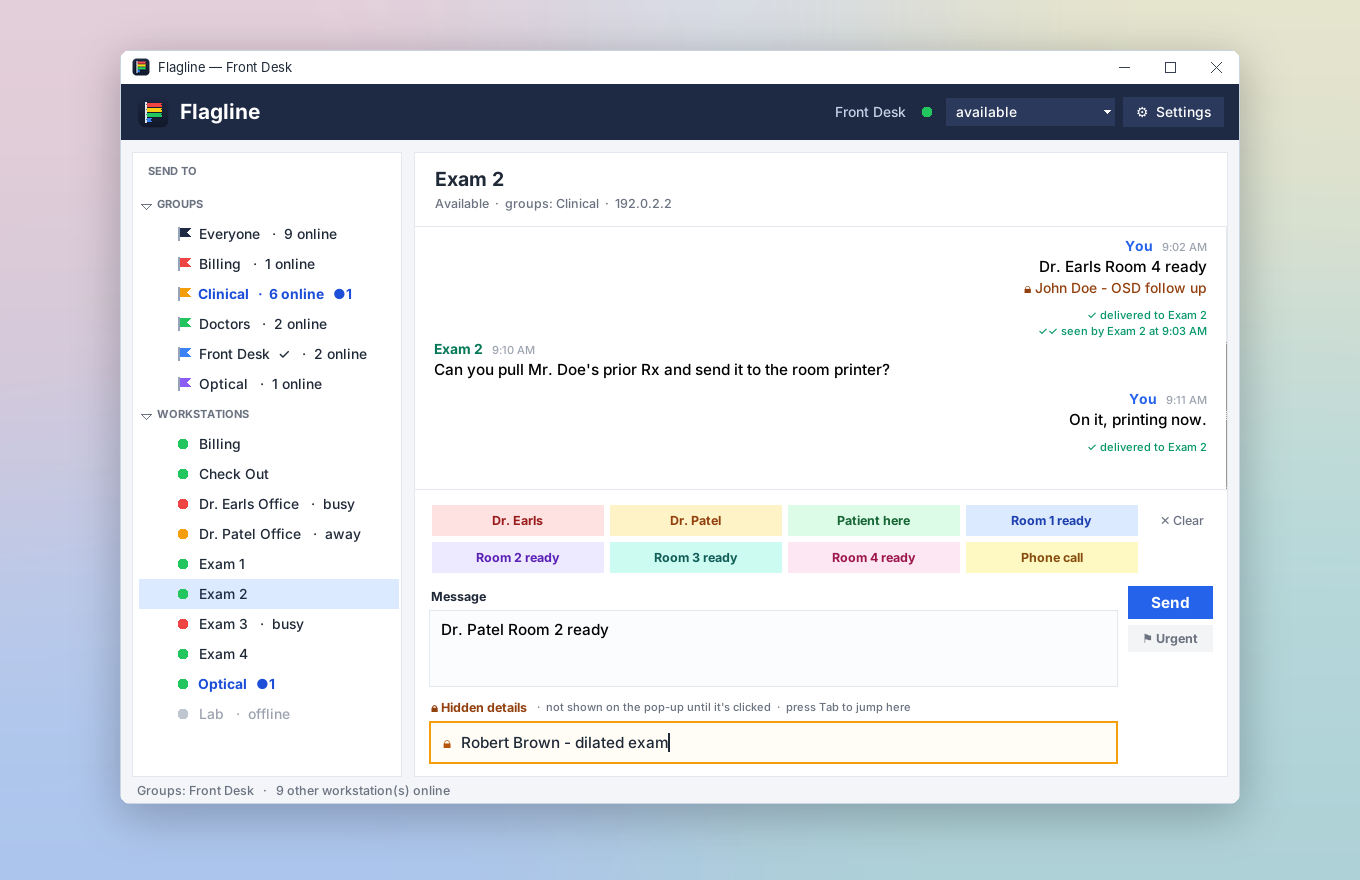 Flagline — Front Desk
Flagline
Front Desk
available
⚙ Settings
SEND TO
GROUPS
Everyone · 9 online
Billing · 1 online
Clinical · 6 online ●1
Doctors · 2 online
Front Desk ✓ · 2 online
Optical · 1 online
WORKSTATIONS
Billing
Check Out
Dr. Earls Office · busy
Dr. Patel Office · away
Exam 1
Exam 2
Exam 3 · busy
Exam 4
Optical ●1
Lab · offline
Exam 2
Available · groups: Clinical · 192.0.2.2
You 9:02 AM
Dr. Earls Room 4 ready
John Doe - OSD follow up
✓ delivered to Exam 2
✓✓ seen by Exam 2 at 9:03 AM
Exam 2 9:10 AM
Can you pull Mr. Doe's prior Rx and send it to the room printer?
You 9:11 AM
On it, printing now.
✓ delivered to Exam 2
Dr. Earls
Dr. Patel
Patient here
Room 1 ready
✕ Clear
Room 2 ready
Room 3 ready
Room 4 ready
Phone call
Message
Send
Dr. Patel Room 2 ready
⚑ Urgent
Hidden details · not shown on the pop-up until it's clicked · press Tab to jump here
Robert Brown - dilated exam
Groups: Front Desk · 9 other workstation(s) online